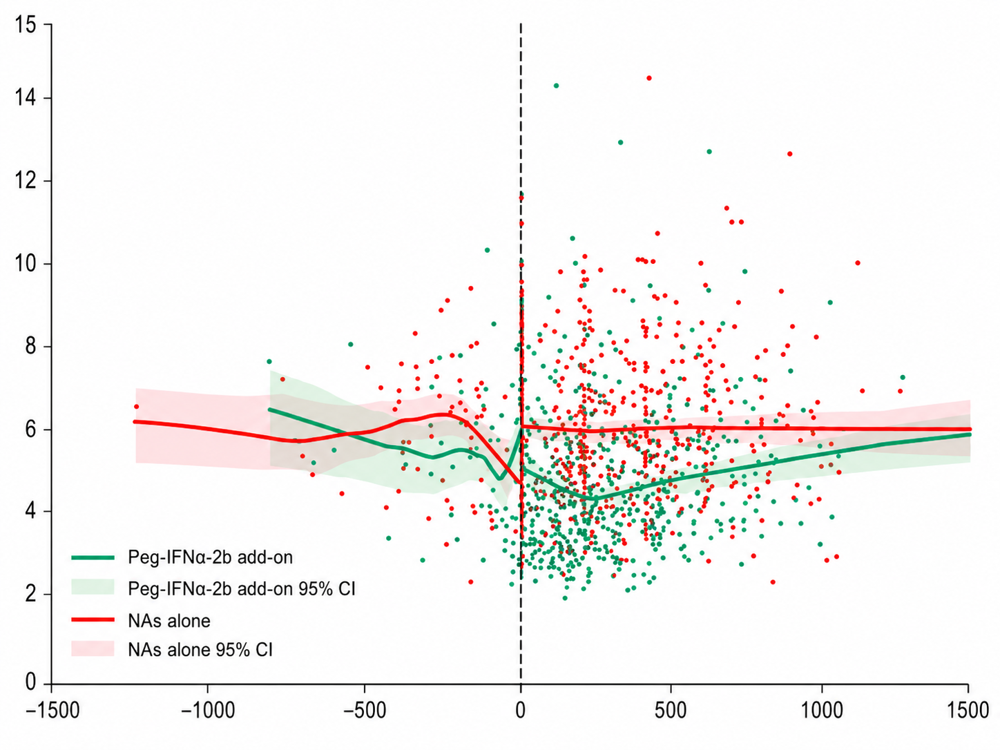 15
14
12
10
8
6
4
2
0
Peg-IFNα-2b add-on
Peg-IFNα-2b add-on 95% CI
NAs alone
NAs alone 95% CI
−1500 −1000 −500 0 500 1000 1500